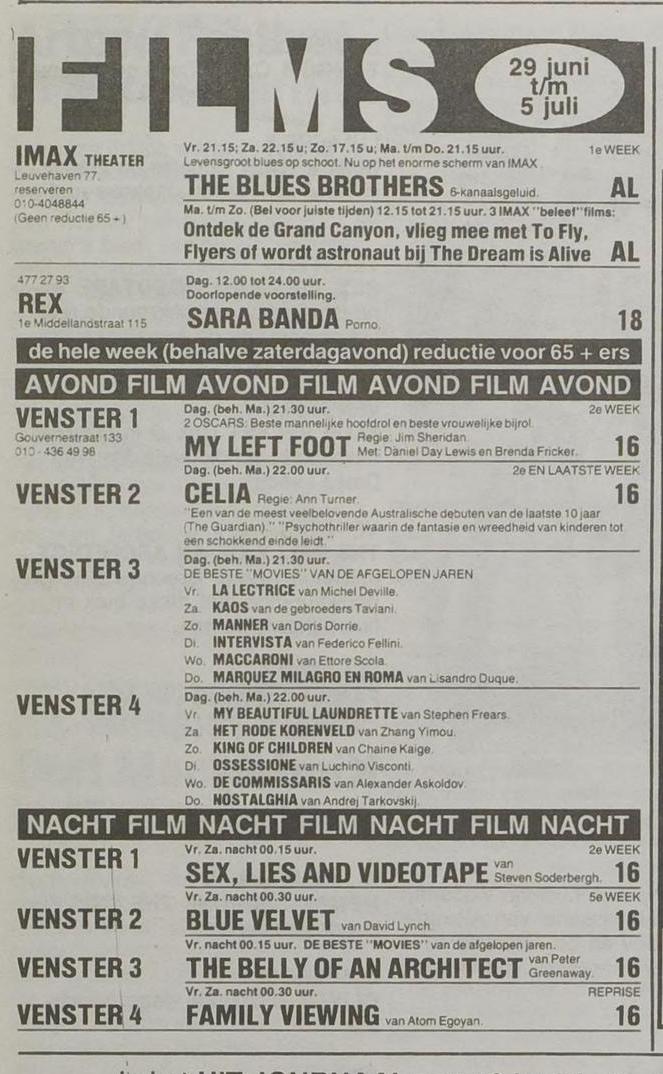 FILMS
29 juni
t/m
5 juli
IMAX THEATER
Leuvehaven 77.
reserveren
010-4048844
(Geen reductie 65 + )
Vr. 21.15; Za. 22.15 u; Zo. 17.15 u; Ma. t/m Do. 21.15 uur. 1e WEEK
Levensgroot blues op schoot. Nu op het enorme scherm van IMAX
THE BLUES BROTHERS 6-kanaalsgeluid. AL
Ma. t/m Zo. (Bel voor juiste tijden) 12.15 tot 21.15 uur. 3 IMAX "beleef"films:
Ontdek de Grand Canyon, vlieg mee met To Fly,
Flyers of wordt astronaut bij The Dream is Alive AL
477 27 93
REX
1e Middellandstraat 115
Dag. 12.00 tot 24.00 uur.
Doorlopende voorstelling.
SARA BANDA Porno. 18
de hele week (behalve zaterdagavond) reductie voor 65 + ers
AVOND FILM AVOND FILM AVOND FILM AVOND
VENSTER 1
Gouvernestraat 133
010 - 436 49 98
Dag. (beh. Ma.) 21.30 uur. 2e WEEK
2 OSCARS: Beste mannelijke hoofdrol en beste vrouwelijke bijrol.
MY LEFT FOOT Regie: Jim Sheridan. 16
Met: Daniel Day Lewis en Brenda Fricker.
Dag. (beh. Ma.) 22.00 uur. 2e EN LAATSTE WEEK
VENSTER 2 CELIA Regie: Ann Turner. 16
"Een van de meest veelbelovende Australische debuten van de laatste 10 jaar
(The Guardian)." "Psychothriller waarin de fantasie en wreedheid van kinderen tot
een schokkend einde leidt."
VENSTER 3 Dag. (beh. Ma.) 21.30 uur.
DE BESTE "MOVIES" VAN DE AFGELOPEN JAREN
Vr. LA LECTRICE van Michel Deville.
Za. KAOS van de gebroeders Taviani.
Zo. MANNER van Doris Dorrie.
Di. INTERVISTA van Federico Fellini.
Wo. MACCARONI van Ettore Scola.
Do. MARQUEZ MILAGRO EN ROMA van Lisandro Duque.
VENSTER 4 Dag. (beh. Ma.) 22.00 uur.
Vr. MY BEAUTIFUL LAUNDRETTE van Stephen Frears.
Za. HET RODE KORENVELD van Zhang Yimou.
Zo. KING OF CHILDREN van Chaine Kaige.
Di. OSSESSIONE van Luchino Visconti.
Wo. DE COMMISSARIS van Alexander Askoldov.
Do. NOSTALGHIA van Andrej Tarkovskij.
NACHT FILM NACHT FILM NACHT FILM NACHT
VENSTER 1 Vr. Za. nacht 00.15 uur. 2e WEEK
SEX, LIES AND VIDEOTAPE van Steven Soderbergh. 16
Vr. Za. nacht 00.30 uur. 5e WEEK
VENSTER 2 BLUE VELVET van David Lynch. 16
Vr. nacht 00.15 uur. DE BESTE "MOVIES" van de afgelopen jaren.
VENSTER 3 THE BELLY OF AN ARCHITECT van Peter Greenaway. 16
Vr. Za. nacht 00.30 uur. REPRISE
VENSTER 4 FAMILY VIEWING van Atom Egoyan. 16